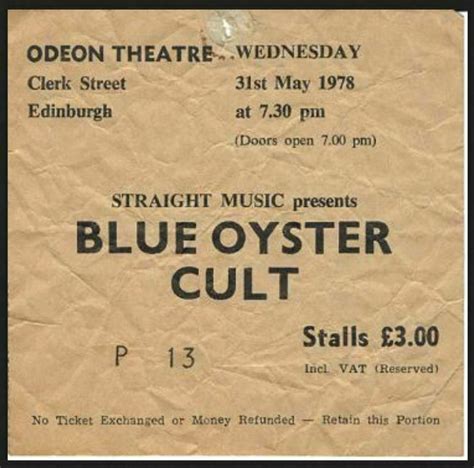 ODEON THEATRE WEDNESDAY
Clerk Street 31st May 1978
Edinburgh at 7.30 pm
(Doors open 7.00 pm)
STRAIGHT MUSIC presents
BLUE OYSTER
CULT
Stalls £3.00
P 13
Incl. VAT (Reserved)
No Ticket Exchanged or Money Refunded — Retain this Portion